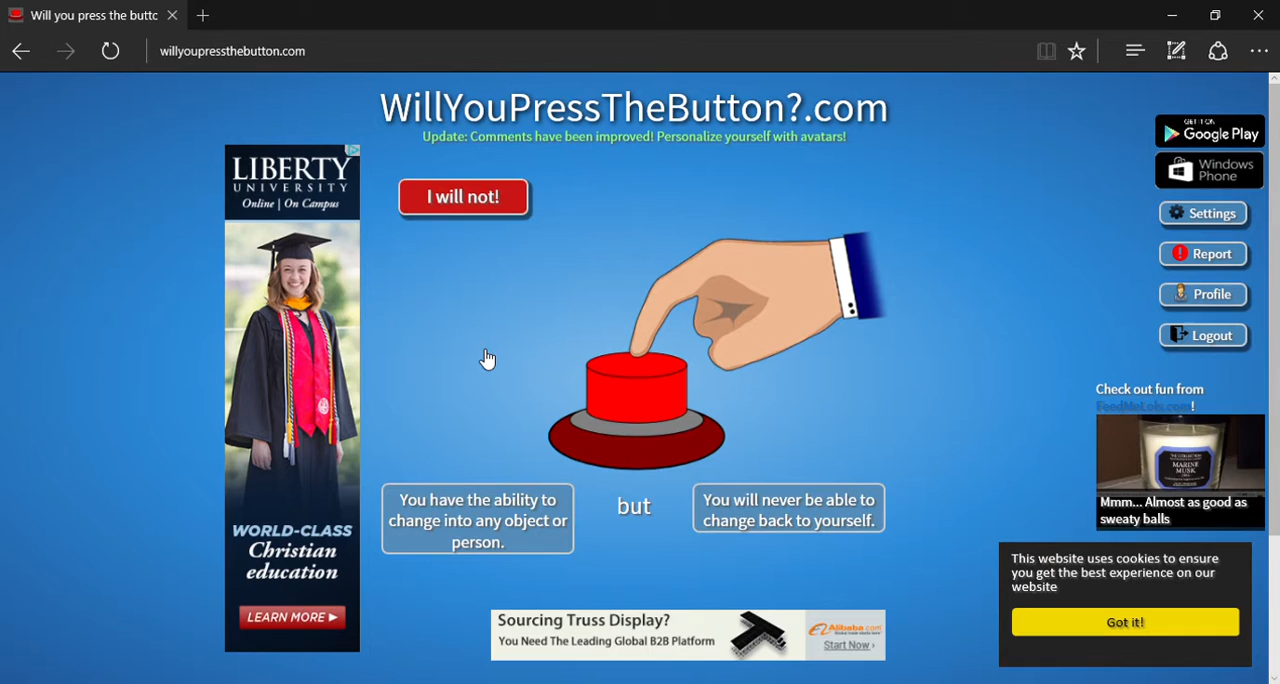 Will you press the buttc
willyoupressthebutton.com
WillYouPressTheButton?.com
Update: Comments have been improved! Personalize yourself with avatars!
LIBERTY
UNIVERSITY
Online | On Campus
WORLD-CLASS
Christian
education
LEARN MORE
I will not!
You have the ability to
change into any object or
person.
but
You will never be able to
change back to yourself.
Sourcing Truss Display?
You Need The Leading Global B2B Platform
Alibaba.com
Start Now ›
GET IT ON
Google Play
Windows
Phone
Settings
Report
Profile
Logout
Check out fun from
FeedMeLols.com!
MARINE
MUSK
Mmm... Almost as good as
sweaty balls
This website uses cookies to ensure
you get the best experience on our
website
Got it!